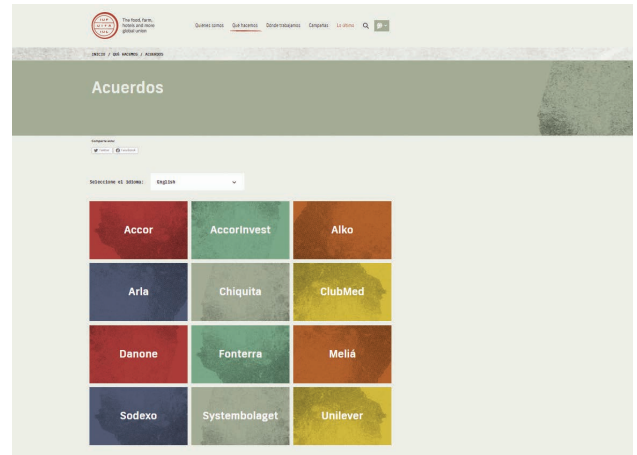 The food, farm,
hotels and more
global union
Quiénes somos Qué hacemos Dónde trabajamos Campañas Lo último
INICIO / QUÉ HACEMOS / ACUERDOS
Acuerdos
Seleccione el idioma: English
Accor AccorInvest Alko
Arla Chiquita ClubMed
Danone Fonterra Meliá
Sodexo Systembolaget Unilever